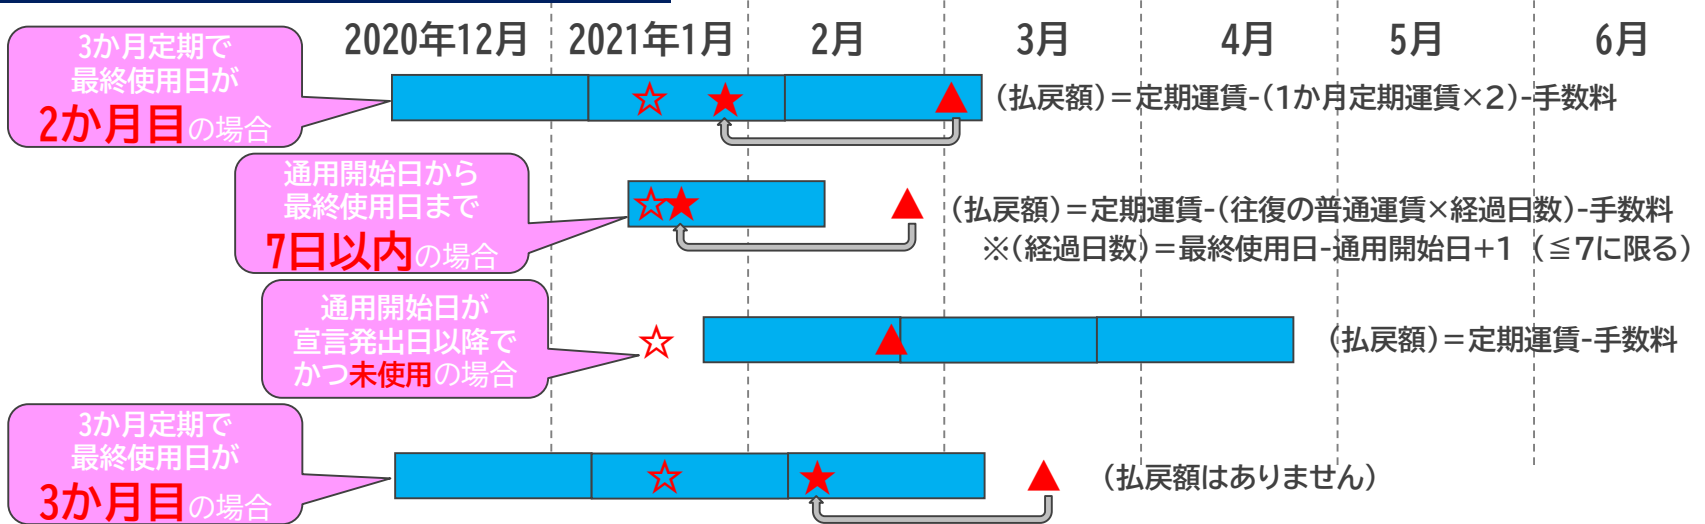 2020年12月 2021年1月 2月 3月 4月 5月 6月
3か月定期で
最終使用日が
2か月目の場合
(払戻額)=定期運賃-(1か月定期運賃×2)-手数料
通用開始日から
最終使用日まで
7日以内の場合
(払戻額)=定期運賃-(往復の普通運賃×経過日数)-手数料
※(経過日数)=最終使用日-通用開始日+1 (≦7に限る)
通用開始日が
宣言発出日以降で
かつ未使用の場合
(払戻額)=定期運賃-手数料
3か月定期で
最終使用日が
3か月目の場合
(払戻額はありません)